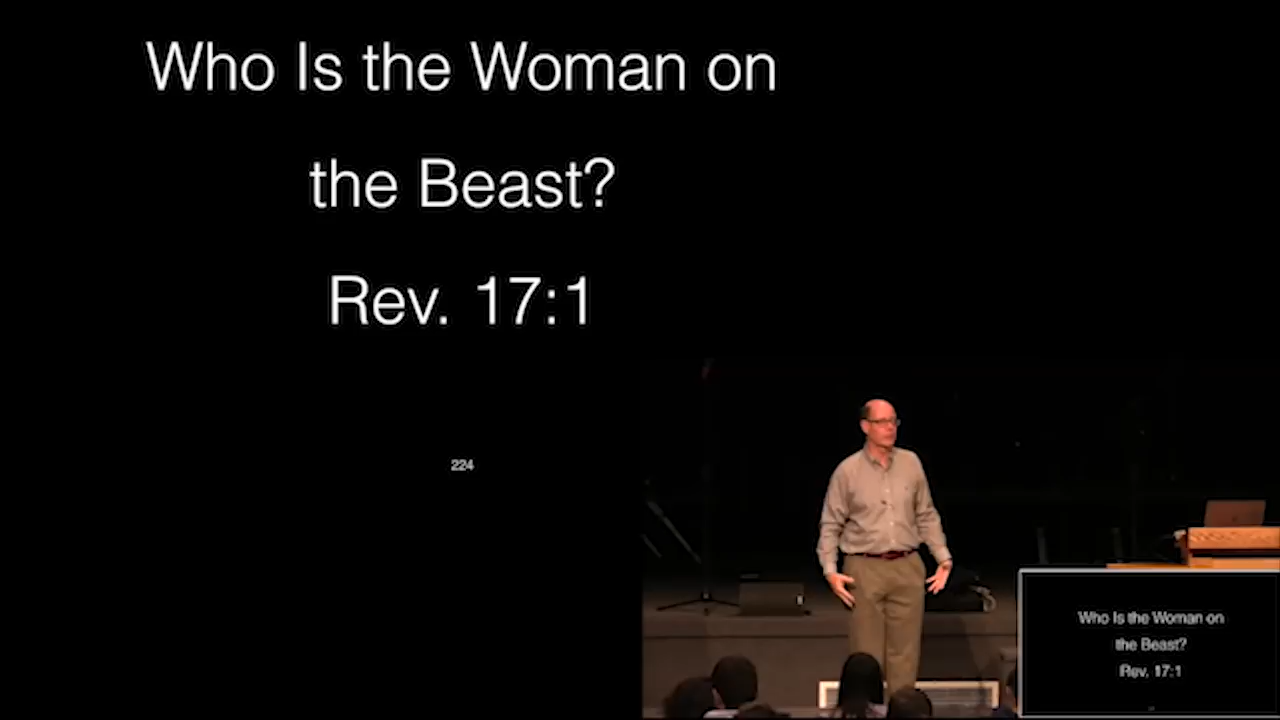 Who Is the Woman on
the Beast?
Rev. 17:1
224
Who Is the Woman on
the Beast?
Rev. 17:1